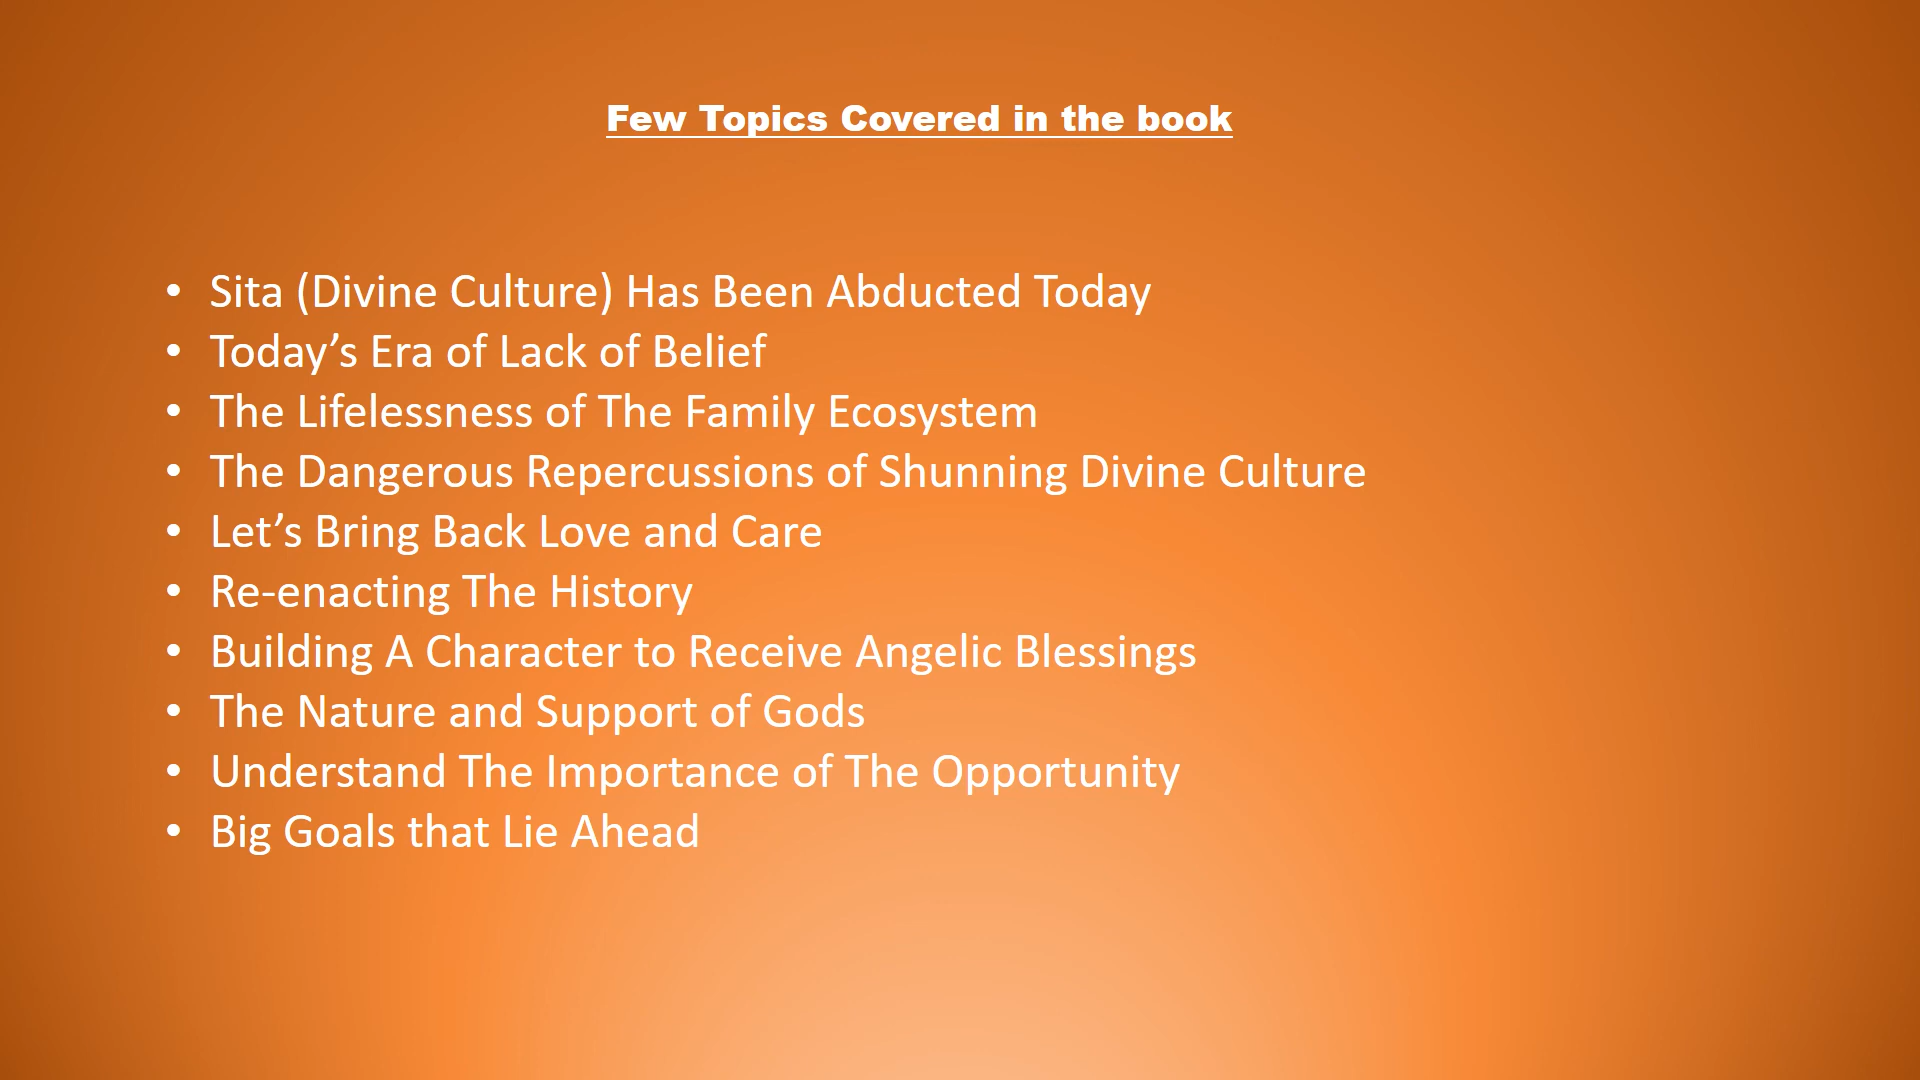 Few Topics Covered in the book
• Sita (Divine Culture) Has Been Abducted Today
• Today’s Era of Lack of Belief
• The Lifelessness of The Family Ecosystem
• The Dangerous Repercussions of Shunning Divine Culture
• Let’s Bring Back Love and Care
• Re-enacting The History
• Building A Character to Receive Angelic Blessings
• The Nature and Support of Gods
• Understand The Importance of The Opportunity
• Big Goals that Lie Ahead